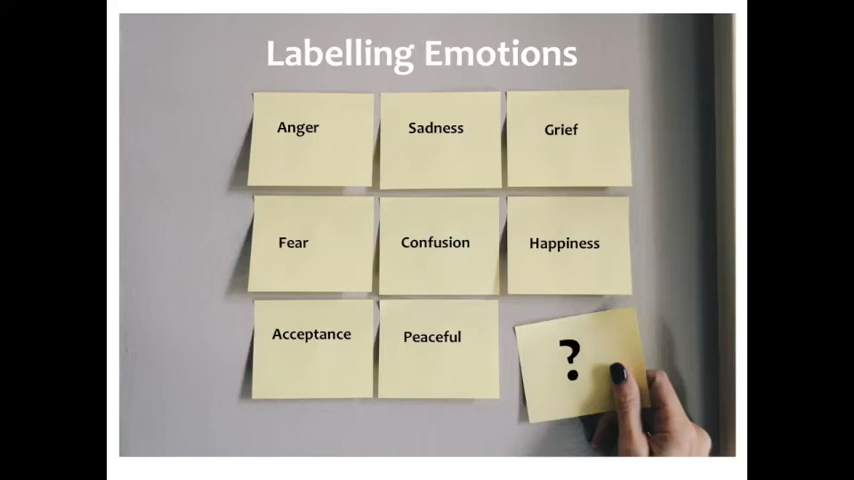 Labelling Emotions
Anger
Sadness
Grief
Fear
Confusion
Happiness
Acceptance
Peaceful
?